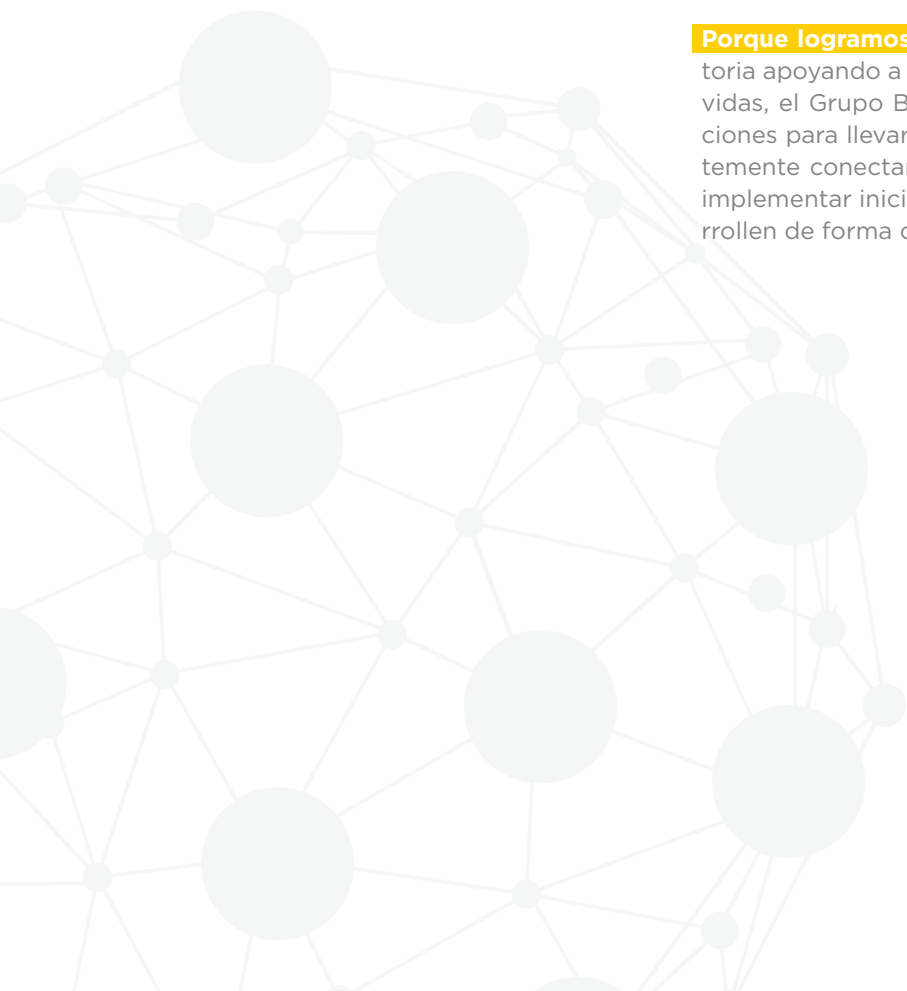 Porque logramos
toria apoyando a
vidas, el Grupo B
ciones para llevar
temente conectar
implementar inici
rrollen de forma